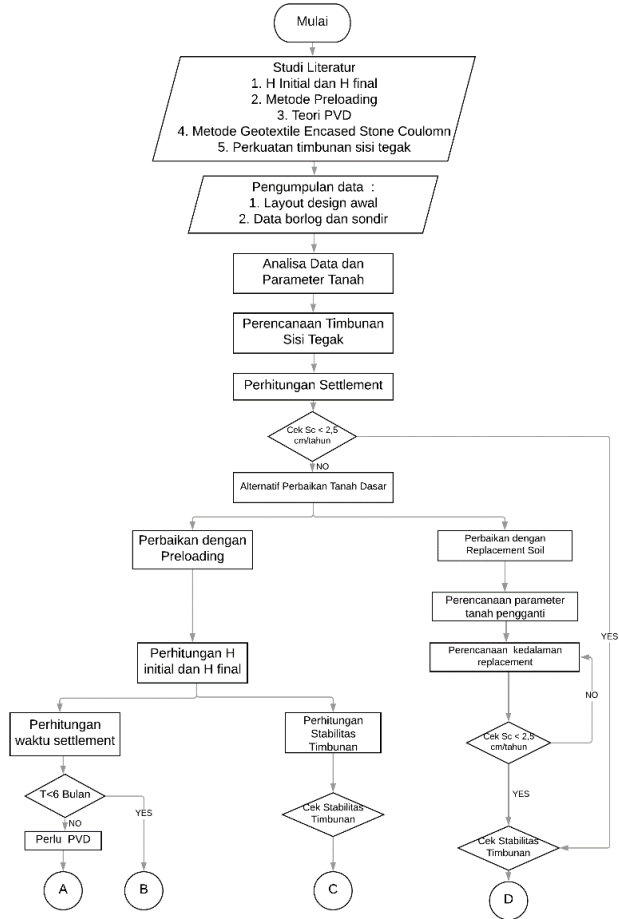 Mulai
Studi Literatur
1. H Initial dan H final
2. Metode Preloading
3. Teori PVD
4. Metode Geotextile Encased Stone Coulomn
5. Perkuatan timbunan sisi tegak
Pengumpulan data :
1. Layout design awal
2. Data borlog dan sondir
Analisa Data dan
Parameter Tanah
Perencanaan Timbunan
Sisi Tegak
Perhitungan Settlement
Cek Sc < 2,5
cm/tahun
NO
Alternatif Perbaikan Tanah Dasar
Perbaikan dengan
Preloading
Perbaikan dengan
Replacement Soil
Perencanaan parameter
tanah pengganti
YES
Perhitungan H
initial dan H final
Perencanaan kedalaman
replacement
NO
Perhitungan
waktu settlement
Perhitungan
Stabilitas
Timbunan
Cek Sc < 2,5
cm/tahun
T<6 Bulan
YES
NO
Cek Stabilitas
Timbunan
YES
Perlu PVD
Cek Stabilitas
Timbunan
A
B
C
D